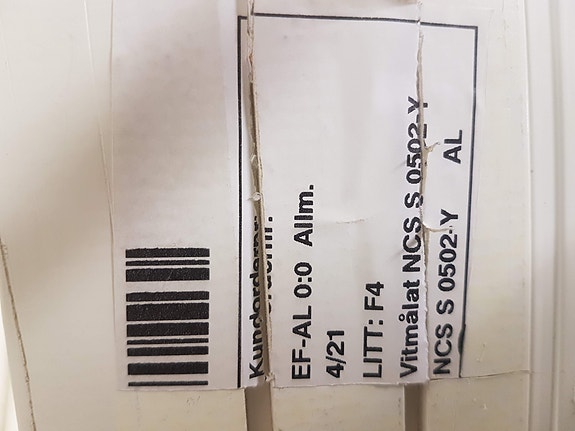 Kundordernr.
EF-AL 0:0 Allm.
4/21
LITT: F4
Vitmålat NCS S 0502-Y
NCS S 0502-Y AL